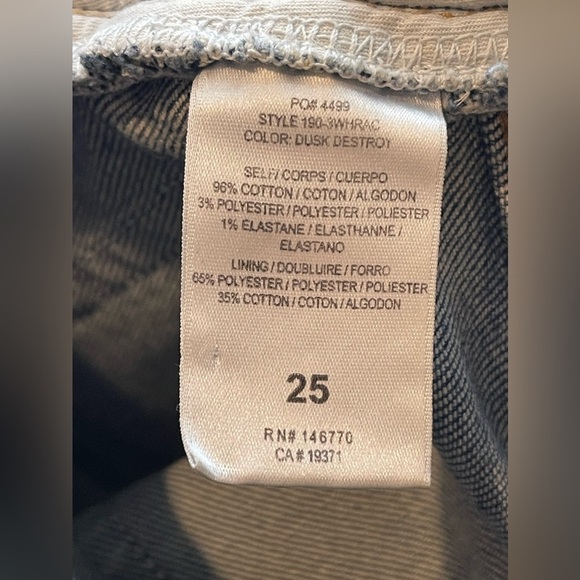 PO# 4499
STYLE 190-3WHRAC
COLOR: DUSK DESTROY
SELF / CORPS / CUERPO
96% COTTON / COTON / ALGODON
3% POLYESTER / POLYESTER / POLIESTER
1% ELASTANE / ELASTHANNE /
ELASTANO
LINING / DOUBLUIRE / FORRO
65% POLYESTER / POLYESTER / POLIESTER
35% COTTON / COTON / ALGODON
25
RN# 146770
CA# 19371